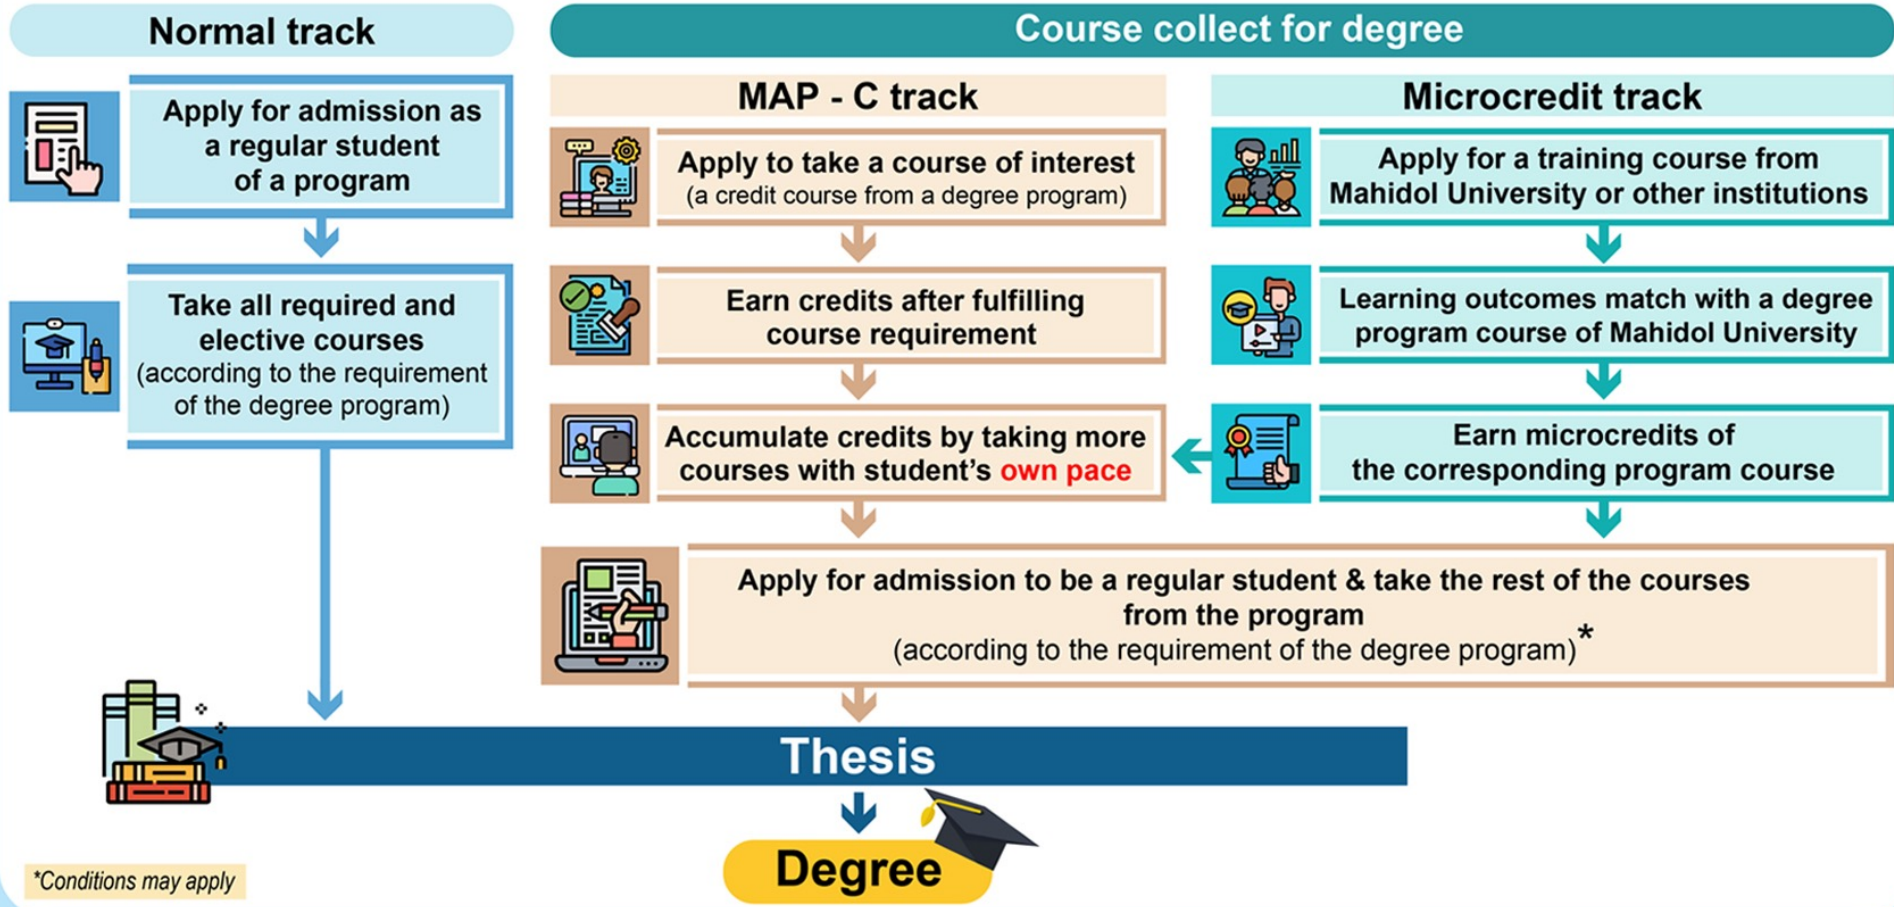 Normal track
Apply for admission as
a regular student
of a program
Take all required and
elective courses
(according to the requirement
of the degree program)
Course collect for degree
MAP - C track
Apply to take a course of interest
(a credit course from a degree program)
Earn credits after fulfilling
course requirement
Accumulate credits by taking more
courses with student's own pace
Microcredit track
Apply for a training course from
Mahidol University or other institutions
Learning outcomes match with a degree
program course of Mahidol University
Earn microcredits of
the corresponding program course
Apply for admission to be a regular student & take the rest of the courses
from the program
(according to the requirement of the degree program)*
Thesis
Degree
*Conditions may apply